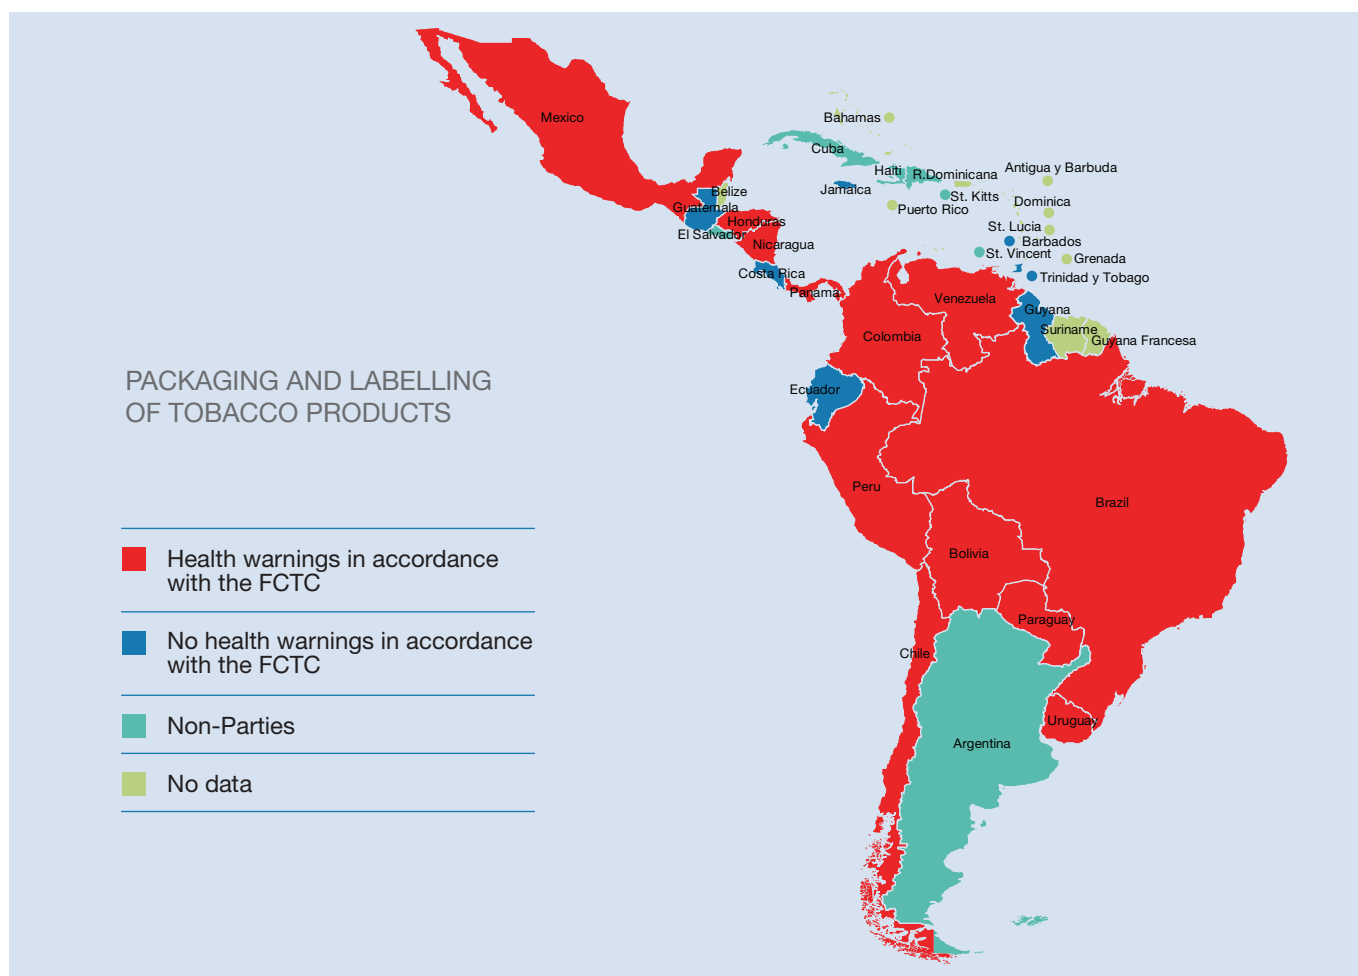 Mexico
Bahamas
Cuba
Haiti
R.Dominicana
Antigua y Barbuda
Belize
Jamaica
St. Kitts
Dominica
Guatemala
Puerto Rico
Honduras
St. Lucia
El Salvador
Nicaragua
Barbados
St. Vincent
Grenada
Costa Rica
Trinidad y Tobago
Panama
Venezuela
Guyana
Colombia
Suriname
Guyana Francesa
PACKAGING AND LABELLING
OF TOBACCO PRODUCTS
Ecuador
Peru
Brazil
Bolivia
Paraguay
Chile
Uruguay
Argentina
Health warnings in accordance
with the FCTC
No health warnings in accordance
with the FCTC
Non-Parties
No data